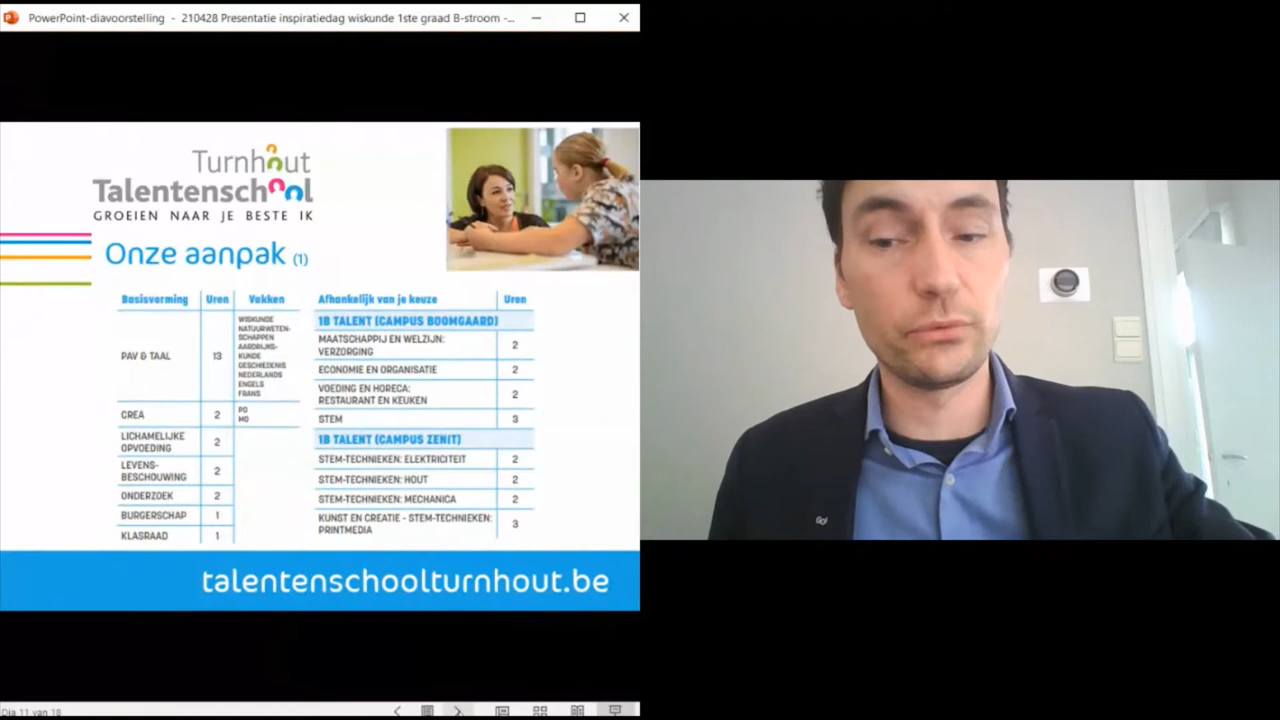 PowerPoint-diavoorstelling - 210428 Presentatie inspiratiedag wiskunde 1ste graad B-stroom -...
Turnhout
Talentenschool
GROEIEN NAAR JE BESTE IK
Onze aanpak (1)
Basisvorming Uren Vakken
PAV & TAAL 13
WISKUNDE
NATUURWETEN-
SCHAPPEN
AARDRIJKS-
KUNDE
GESCHIEDENIS
NEDERLANDS
ENGELS
FRANS
CREA 2
PO
MO
LICHAMELIJKE
OPVOEDING 2
LEVENS-
BESCHOUWING 2
ONDERZOEK 2
BURGERSCHAP 1
KLASRAAD 1
Afhankelijk van je keuze Uren
1B TALENT (CAMPUS BOOMGAARD)
MAATSCHAPPIJ EN WELZIJN:
VERZORGING 2
ECONOMIE EN ORGANISATIE 2
VOEDING EN HORECA:
RESTAURANT EN KEUKEN 2
STEM 3
1B TALENT (CAMPUS ZENIT)
STEM-TECHNIEKEN: ELEKTRICITEIT 2
STEM-TECHNIEKEN: HOUT 2
STEM-TECHNIEKEN: MECHANICA 2
KUNST EN CREATIE - STEM-TECHNIEKEN:
PRINTMEDIA 3
talentenschoolturnhout.be
Dia 11 van 18